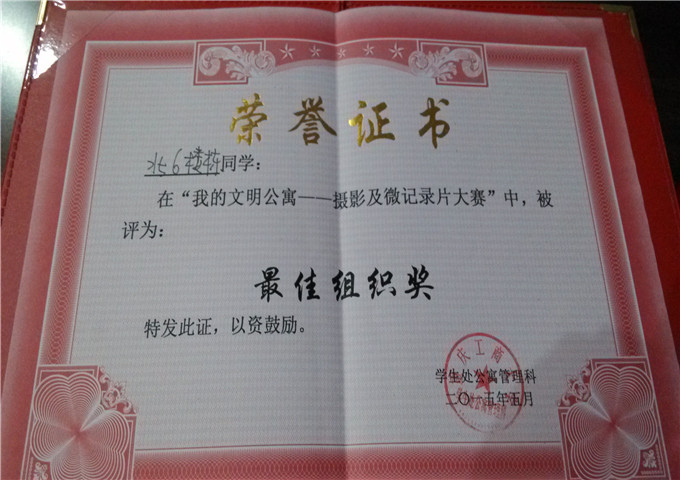 荣誉证书
北6楼栋同学：
在“我的文明公寓——摄影及微记录片大赛”中，被
评为：
最佳组织奖
特发此证，以资鼓励。
庆工商
学生处公寓管理科
二〇一五年五月